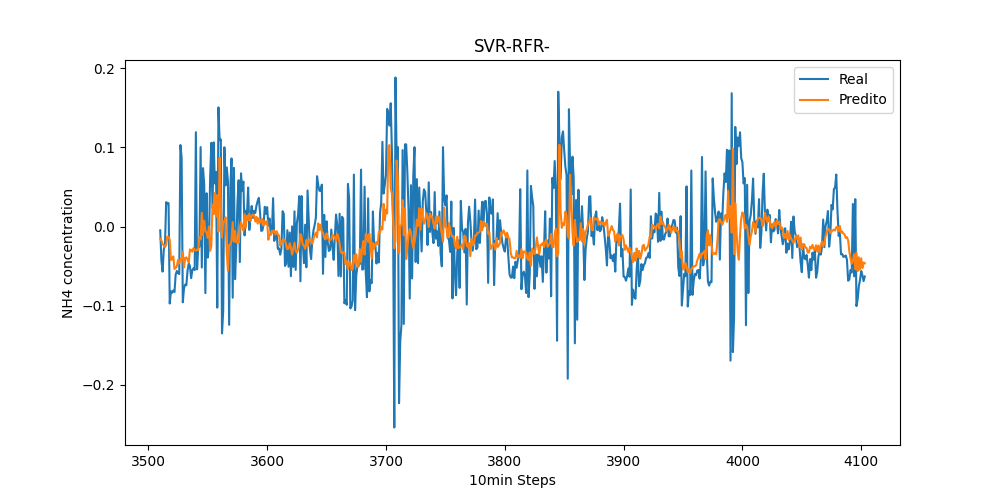 SVR-RFR-
0.2
0.1
0.0
−0.1
−0.2
NH4 concentration
Real
Predito
3500 3600 3700 3800 3900 4000 4100
10min Steps